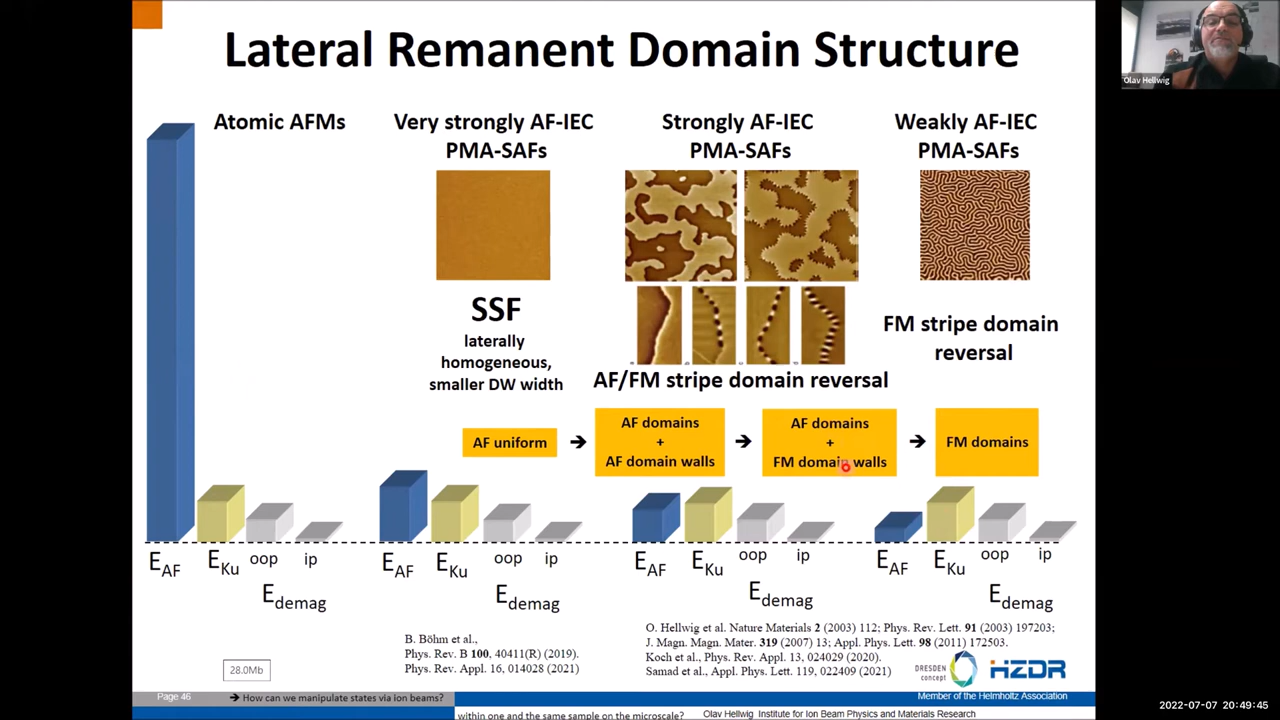 Lateral Remanent Domain Structure
Olav Hellwig
Atomic AFMs
Very strongly AF-IEC
PMA-SAFs
Strongly AF-IEC
PMA-SAFs
Weakly AF-IEC
PMA-SAFs
SSF
laterally
homogeneous,
smaller DW width
AF/FM stripe domain reversal
FM stripe domain
reversal
AF uniform
➔
AF domains
+
AF domain walls
➔
AF domains
+
FM domain walls
➔
FM domains
E_AF E_Ku oop ip
E_demag
E_AF E_Ku oop ip
E_demag
E_AF E_Ku oop ip
E_demag
E_AF E_Ku oop ip
E_demag
B. Böhm et al.,
Phys. Rev. B 100, 40411(R) (2019).
Phys. Rev. Appl. 16, 014028 (2021)
O. Hellwig et al. Nature Materials 2 (2003) 112; Phys. Rev. Lett. 91 (2003) 197203;
J. Magn. Magn. Mater. 319 (2007) 13; Appl. Phys. Lett. 98 (2011) 172503.
Koch et al., Phys. Rev. Appl. 13, 024029 (2020).
Samad et al., Appl. Phys. Lett. 119, 022409 (2021)
28.0Mb
DRESDEN
concept
HZDR
Page 46
➔ How can we manipulate states via ion beams?
Member of the Helmholtz Association
within one and the same sample on the microscale?
Olav Hellwig Institute for Ion Beam Physics and Materials Research
2022-07-07 20:49:45